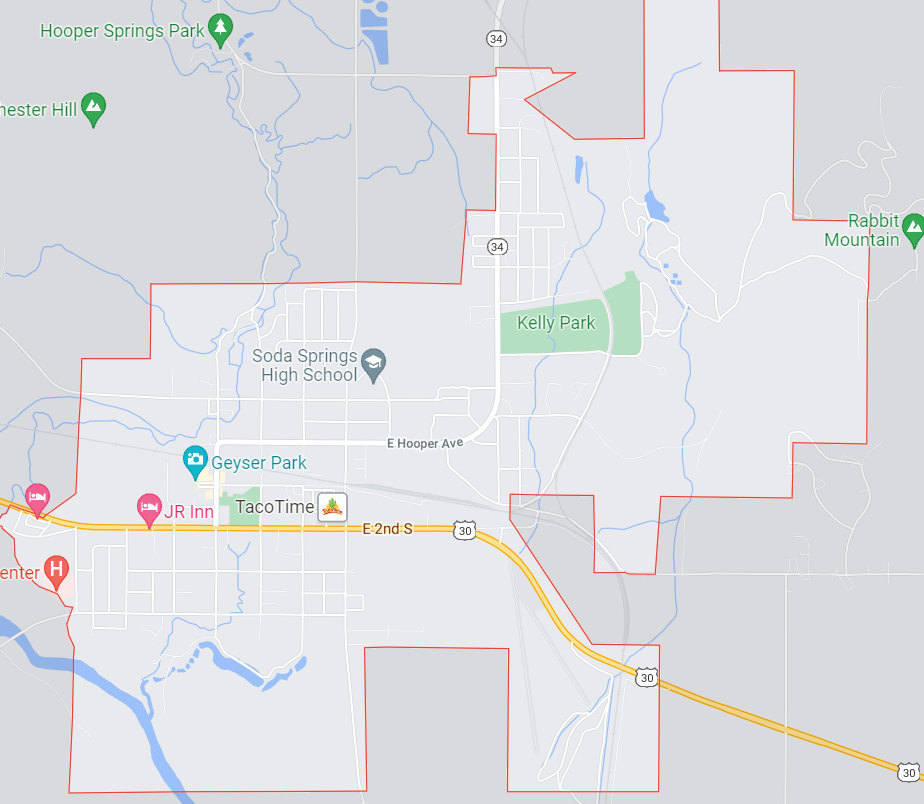 34
Hooper Springs Park
hester Hill
Rabbit
Mountain
34
Kelly Park
Soda Springs
High School
E Hooper Ave
Geyser Park
TacoTime
JR Inn
E 2nd S
30
H
enter
30
30